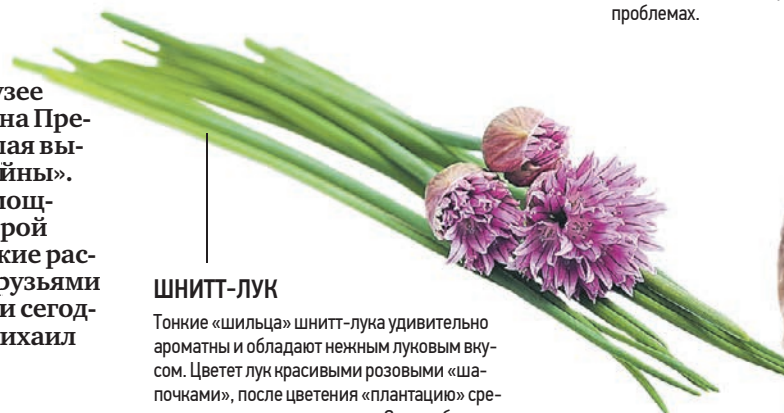 проблемах.
узее
на Пре-
ная вы-
йны».
мощ-
рой
кие рас-
рузьями
и сегод-
ихаил
ШНИТТ-ЛУК
Тонкие «шильца» шнитт-лука удивительно
ароматны и обладают нежным луковым вку-
сом. Цветет лук красивыми розовыми «ша-
почками», после цветения «плантацию» сре-